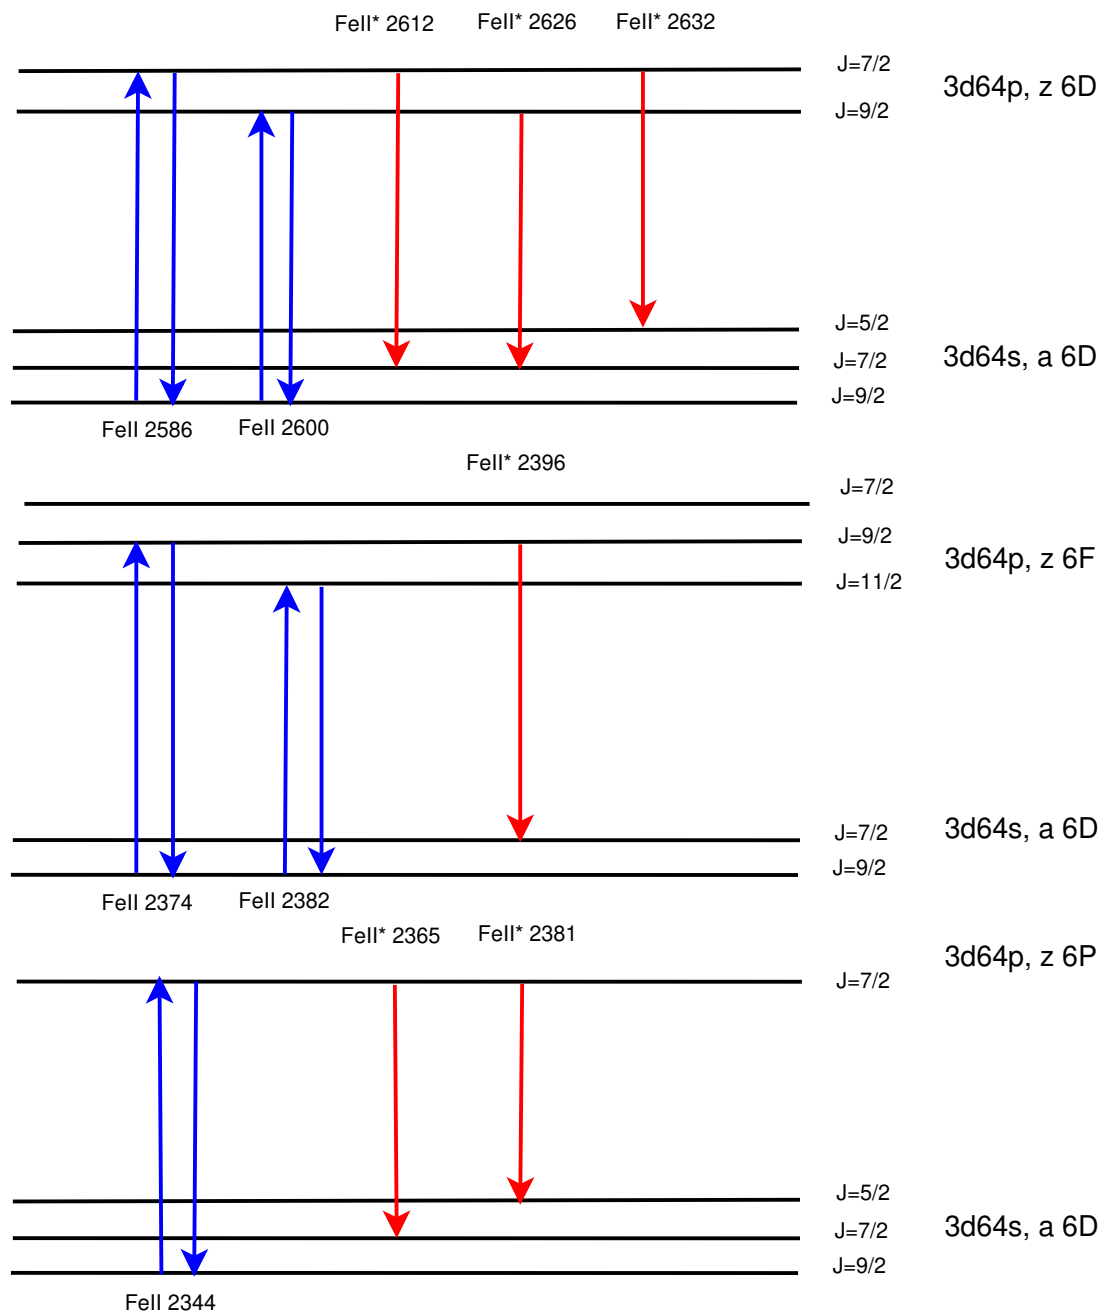 FeII* 2612 FeII* 2626 FeII* 2632
J=7/2
3d64p, z 6D
J=9/2
J=5/2
J=7/2
3d64s, a 6D
J=9/2
FeII 2586 FeII 2600
FeII* 2396
J=7/2
J=9/2
3d64p, z 6F
J=11/2
J=7/2
3d64s, a 6D
J=9/2
FeII 2374 FeII 2382
FeII* 2365 FeII* 2381
3d64p, z 6P
J=7/2
J=5/2
J=7/2
3d64s, a 6D
J=9/2
FeII 2344